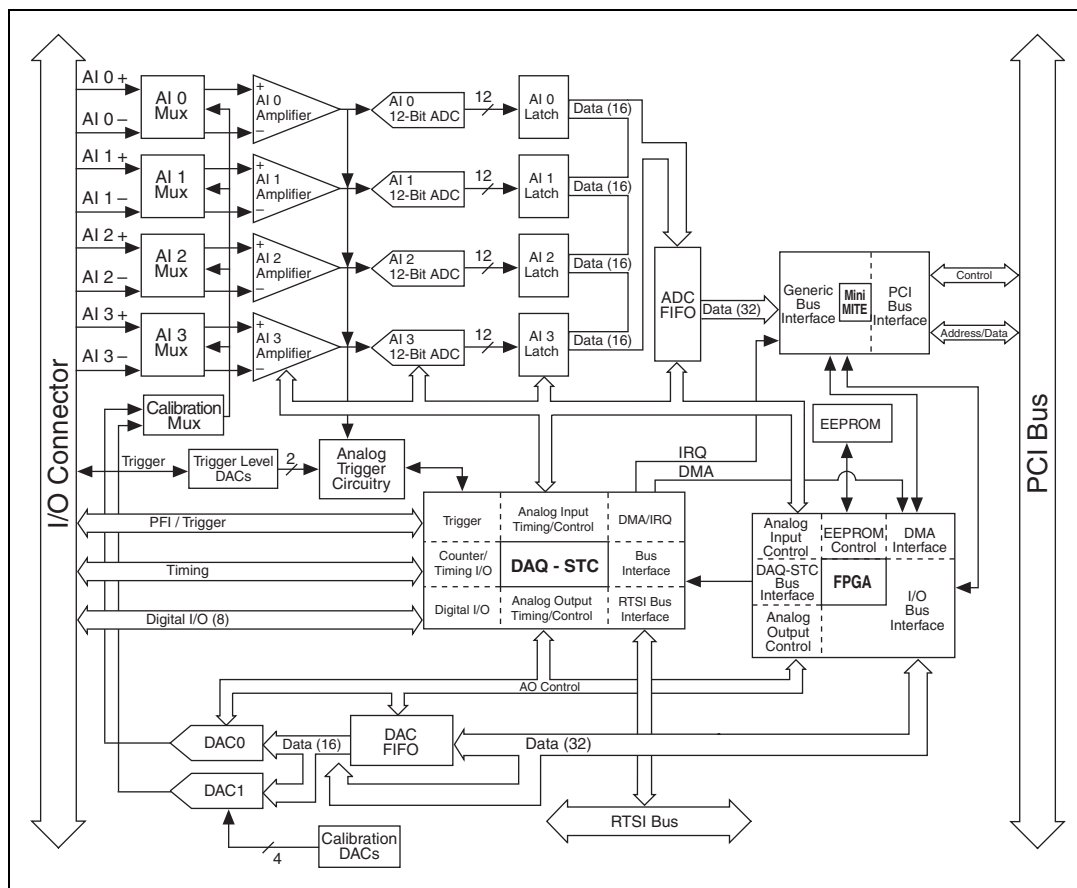 AI 0 +
AI 0
Mux
AI 0 –
+
AI 0
Amplifier
–
AI 0
12-Bit ADC
12
AI 0
Latch
Data (16)
AI 1 +
AI 1
Mux
AI 1 –
+
AI 1
Amplifier
–
AI 1
12-Bit ADC
12
AI 1
Latch
Data (16)
AI 2 +
AI 2
Mux
AI 2 –
+
AI 2
Amplifier
–
AI 2
12-Bit ADC
12
AI 2
Latch
Data (16)
AI 3 +
AI 3
Mux
AI 3 –
+
AI 3
Amplifier
–
AI 3
12-Bit ADC
12
AI 3
Latch
Data (16)
ADC
FIFO
Data (32)
Generic
Bus
Interface
Mini
MITE
PCI
Bus
Interface
Control
Address/Data
I/O Connector
PCI Bus
Calibration
Mux
Trigger
Trigger Level
DACs
2
Analog
Trigger
Circuitry
IRQ
DMA
EEPROM
PFI / Trigger
Timing
Digital I/O (8)
Trigger
Analog Input
Timing/Control
DMA/IRQ
Counter/
Timing I/O
DAQ - STC
Bus
Interface
Digital I/O
Analog Output
Timing/Control
RTSI Bus
Interface
Analog
Input
Control
EEPROM
Control
DMA
Interface
DAQ-STC
Bus
Interface
FPGA
I/O
Bus
Interface
Analog
Output
Control
AO Control
DAC0
Data (16)
DAC
FIFO
Data (32)
DAC1
4
Calibration
DACs
RTSI Bus